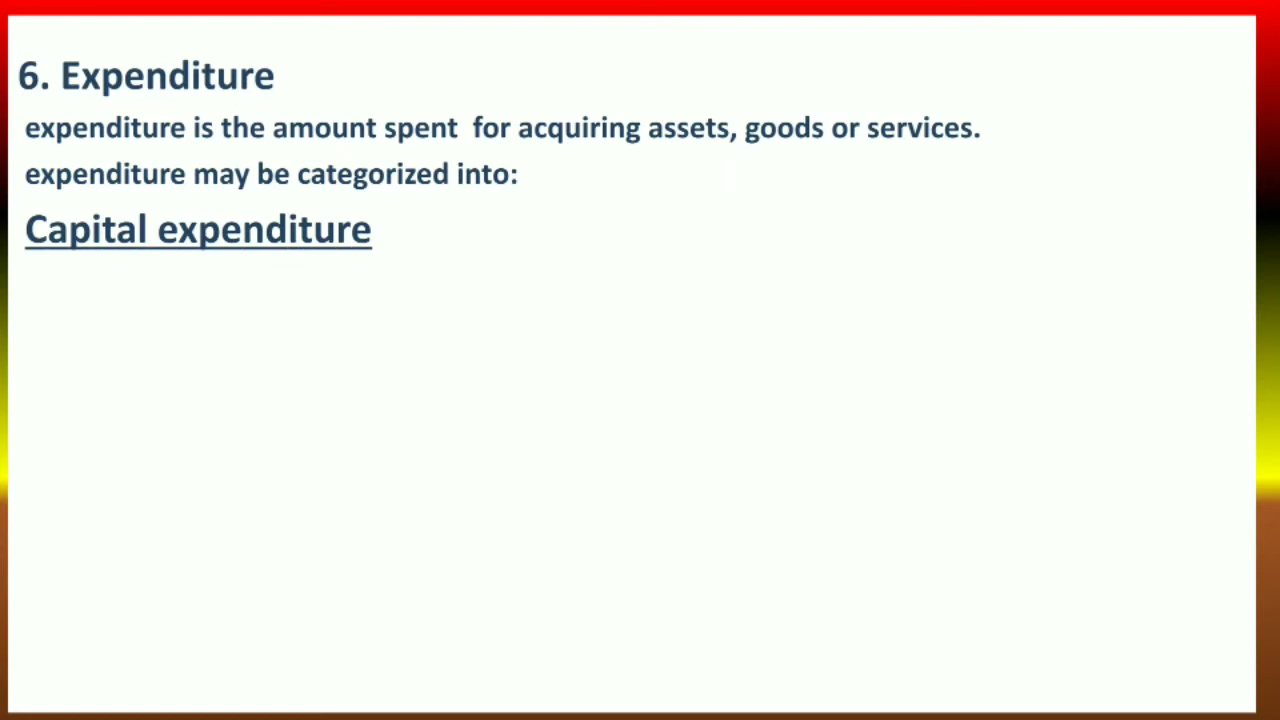 6. Expenditure
expenditure is the amount spent  for acquiring assets, goods or services.
expenditure may be categorized into:
Capital expenditure